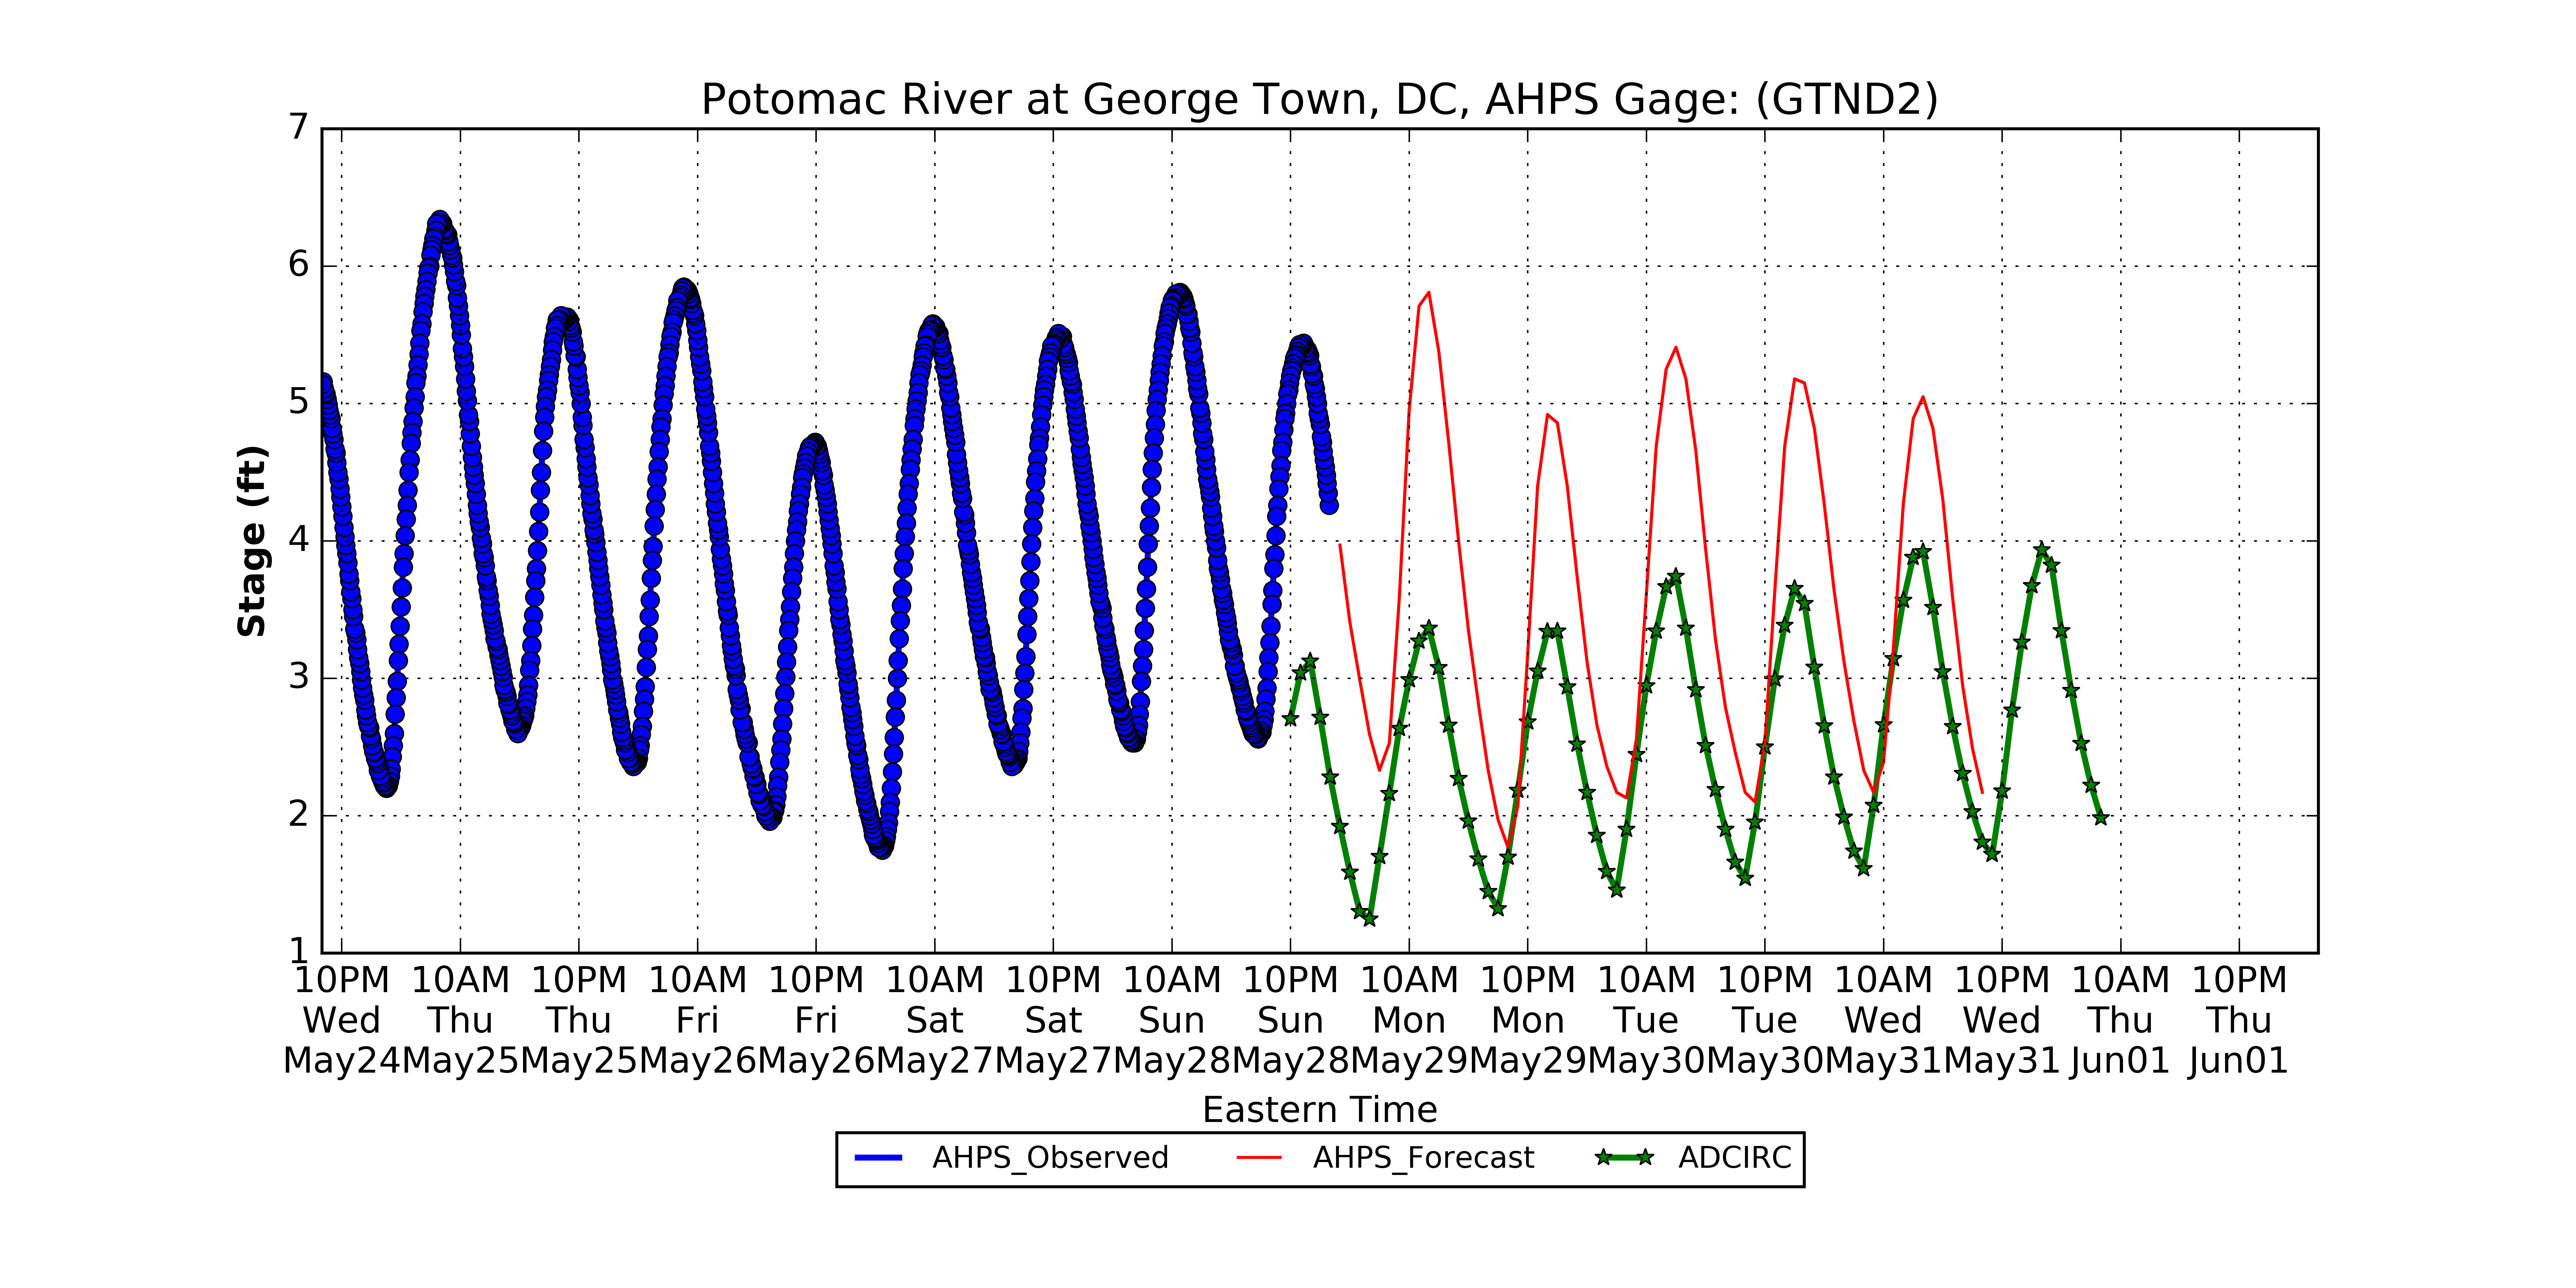 Potomac River at George Town, DC, AHPS Gage: (GTND2)
7
6
5
4
3
2
1
Stage (ft)
10PM 10AM 10PM 10AM 10PM 10AM 10PM 10AM 10PM 10AM 10PM 10AM 10PM 10AM 10PM 10AM 10PM
Wed Thu Thu Fri Fri Sat Sat Sun Sun Mon Mon Tue Tue Wed Wed Thu Thu
May24 May25 May25 May26 May26 May27 May27 May28 May28 May29 May29 May30 May30 May31 May31 Jun01 Jun01
Eastern Time
AHPS_Observed AHPS_Forecast ADCIRC